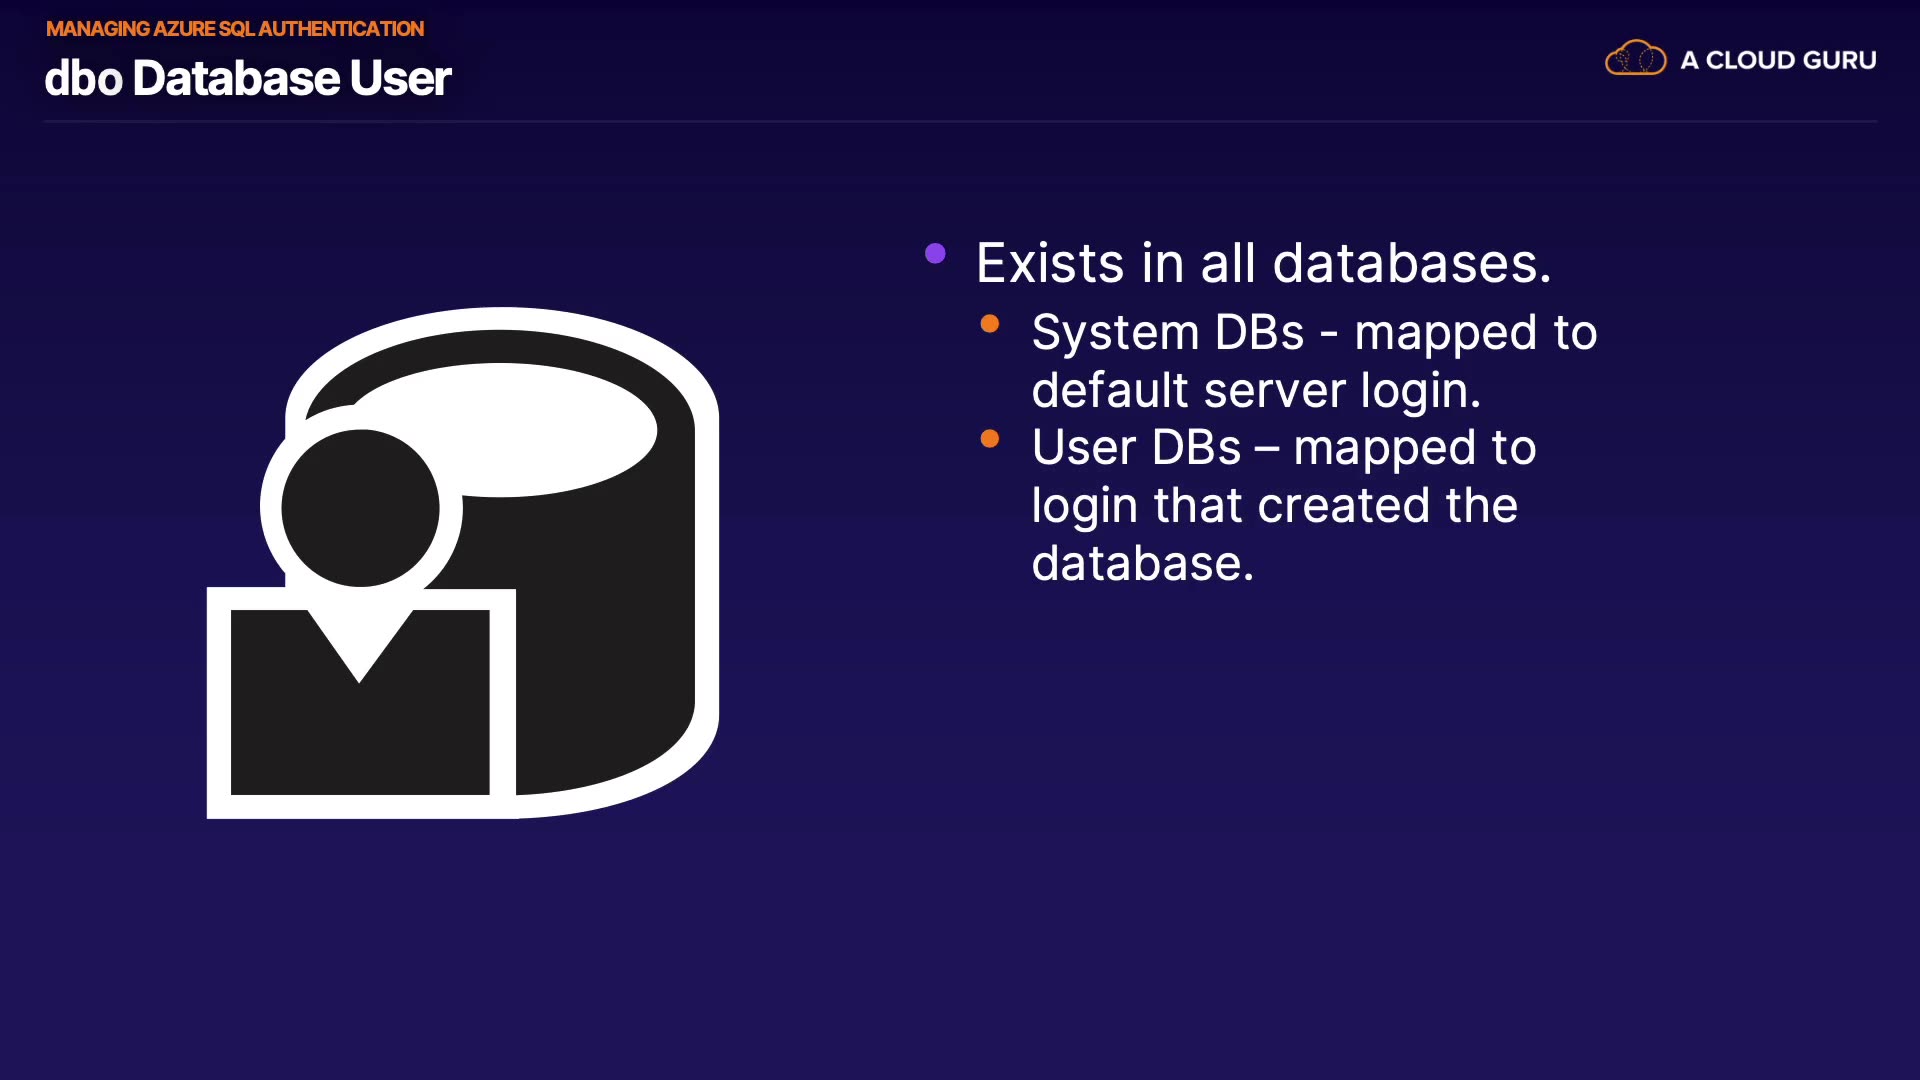 MANAGING AZURE SQL AUTHENTICATION
dbo Database User
A CLOUD GURU
Exists in all databases.
System DBs - mapped to
default server login.
User DBs – mapped to
login that created the
database.